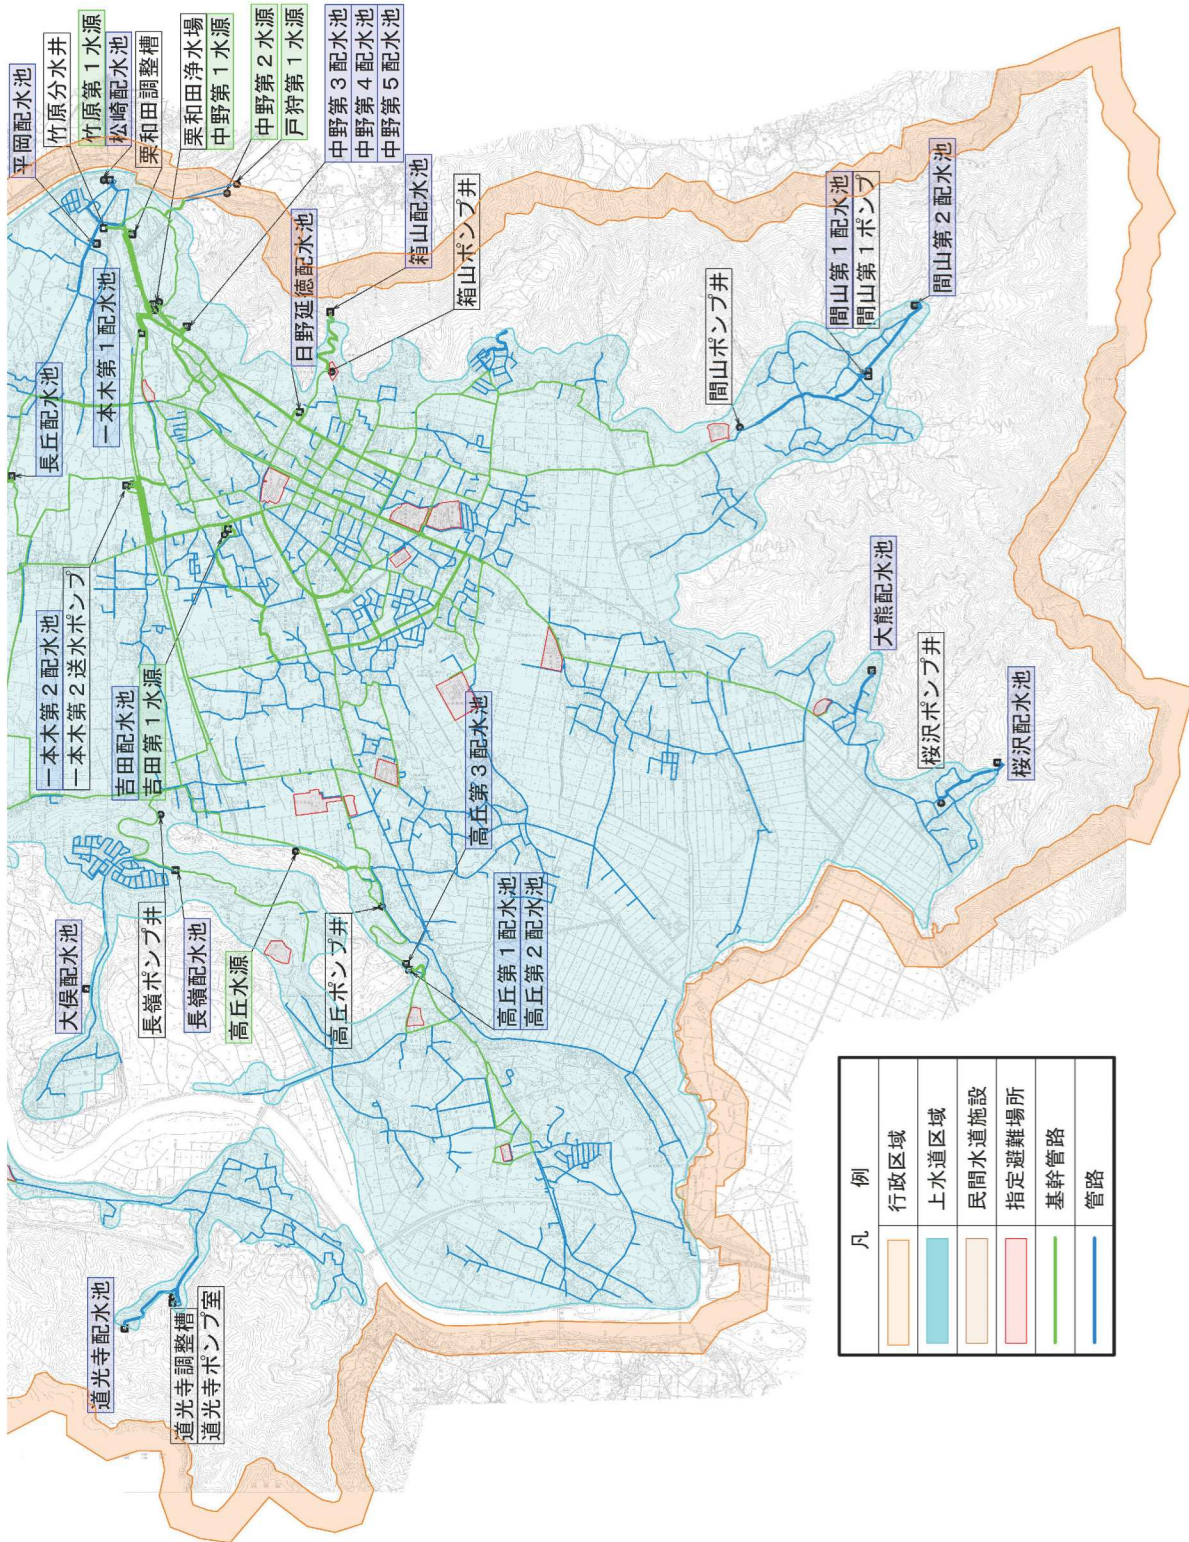 平岡配水池
竹原分水井
竹原第1水源
松崎配水池
栗和田調整槽
栗和田浄水場
中野第1水源
中野第2水源
戸狩第1水源
中野第3配水池
中野第4配水池
中野第5配水池
長丘配水池
一本木第1配水池
日野延徳配水池
箱山配水池
箱山ポンプ井
間山ポンプ井
間山第1配水池
間山第1ポンプ
間山第2配水池
一本木第2配水池
一本木第2送水ポンプ
吉田配水池
吉田第1水源
高丘第3配水池
大熊配水池
桜沢ポンプ井
桜沢配水池
大俣配水池
長嶺ポンプ井
長嶺配水池
高丘水源
高丘ポンプ井
高丘第1配水池
高丘第2配水池
道光寺配水池
道光寺調整槽
道光寺ポンプ室
凡 例
行政区域
上水道区域
民間水道施設
指定避難場所
基幹管路
管路